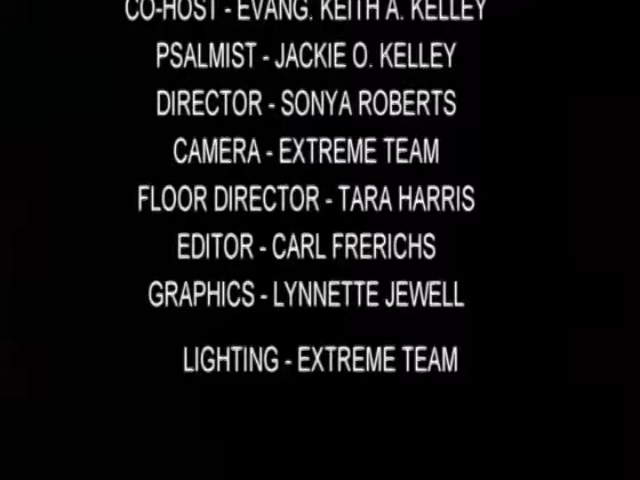 CO-HOST - EVANG. KEITH A. KELLEY
PSALMIST - JACKIE O. KELLEY
DIRECTOR - SONYA ROBERTS
CAMERA - EXTREME TEAM
FLOOR DIRECTOR - TARA HARRIS
EDITOR - CARL FRERICHS
GRAPHICS - LYNNETTE JEWELL
LIGHTING - EXTREME TEAM